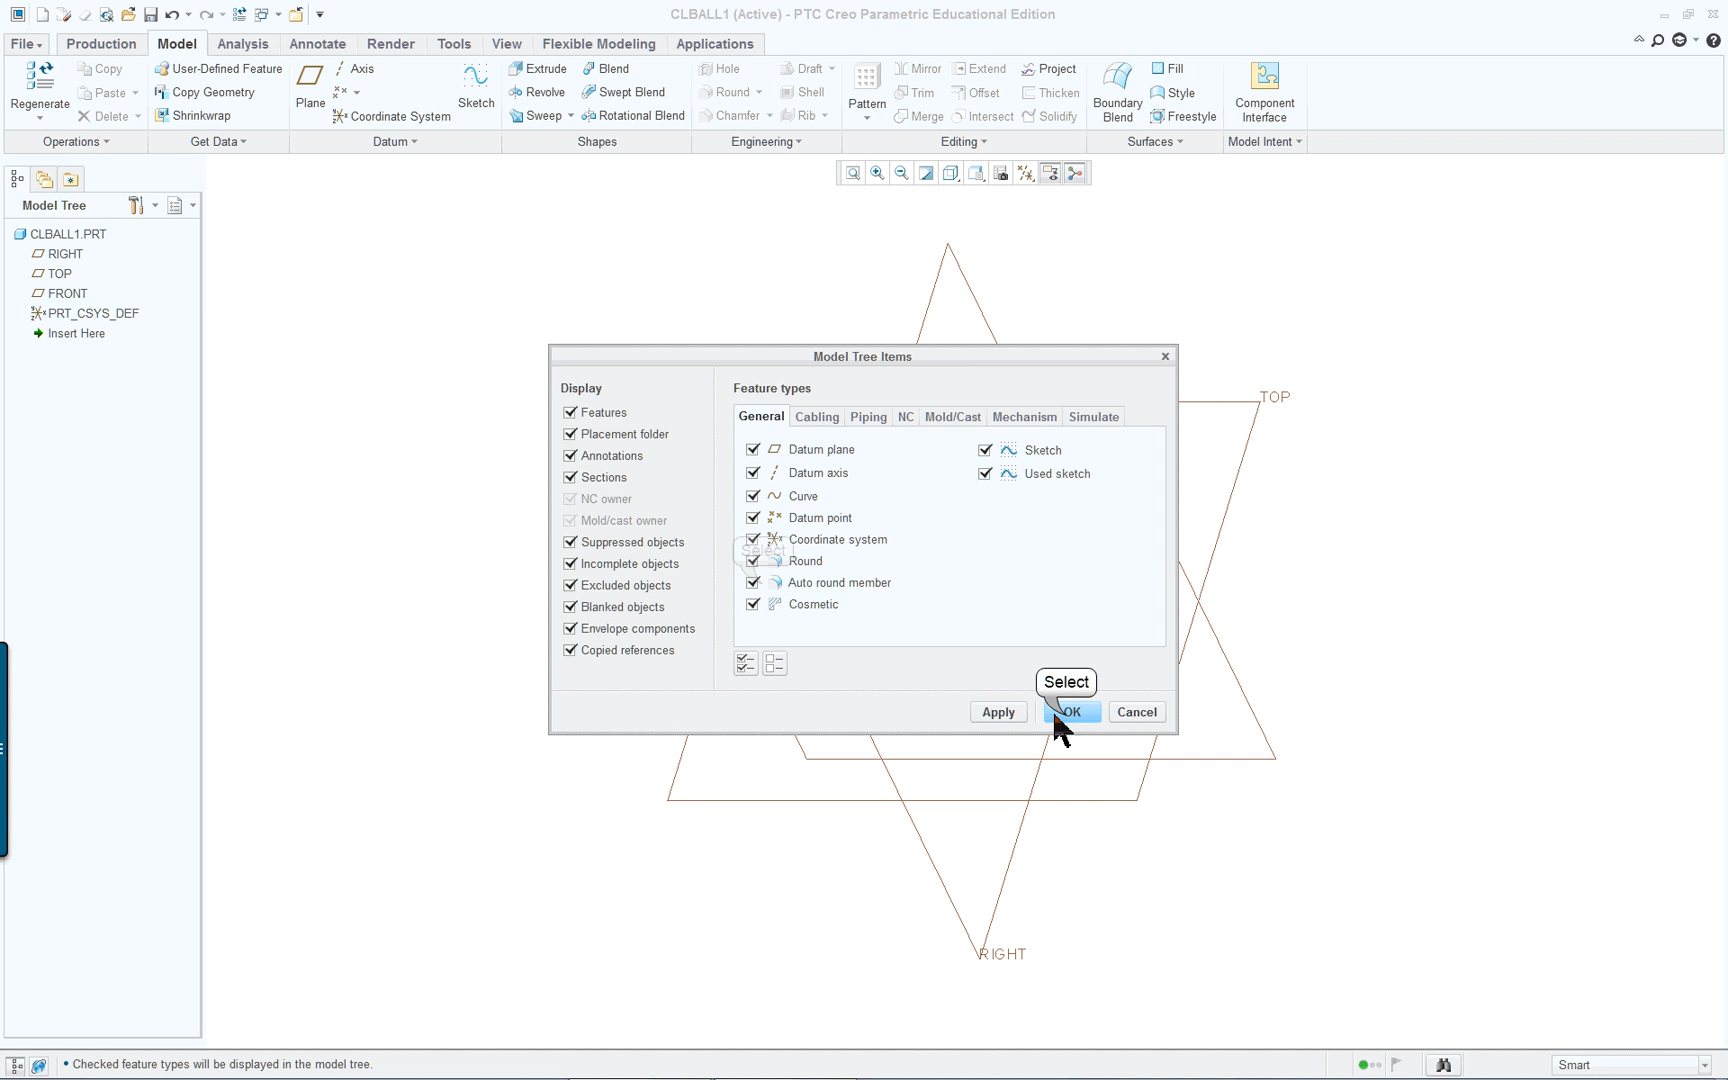 CLBALL1 (Active) - PTC Creo Parametric Educational Edition
File
Production
Model
Analysis
Annotate
Render
Tools
View
Flexible Modeling
Applications
Regenerate
Copy
Paste
Delete
User-Defined Feature
Copy Geometry
Shrinkwrap
Plane
Axis
Coordinate System
Sketch
Extrude
Revolve
Sweep
Blend
Swept Blend
Rotational Blend
Hole
Round
Chamfer
Draft
Shell
Rib
Pattern
Mirror
Trim
Merge
Extend
Offset
Intersect
Project
Thicken
Solidify
Boundary
Blend
Fill
Style
Freestyle
Component
Interface
Operations
Get Data
Datum
Shapes
Engineering
Editing
Surfaces
Model Intent
Model Tree
CLBALL1.PRT
RIGHT
TOP
FRONT
PRT_CSYS_DEF
Insert Here
Model Tree Items
Display
Features
Placement folder
Annotations
Sections
NC owner
Mold/cast owner
Suppressed objects
Incomplete objects
Excluded objects
Blanked objects
Envelope components
Copied references
Feature types
General
Cabling
Piping
NC
Mold/Cast
Mechanism
Simulate
Datum plane
Datum axis
Curve
Datum point
Coordinate system
Select
Round
Auto round member
Cosmetic
Sketch
Used sketch
Select
Apply
OK
Cancel
TOP
RIGHT
• Checked feature types will be displayed in the model tree.
Smart